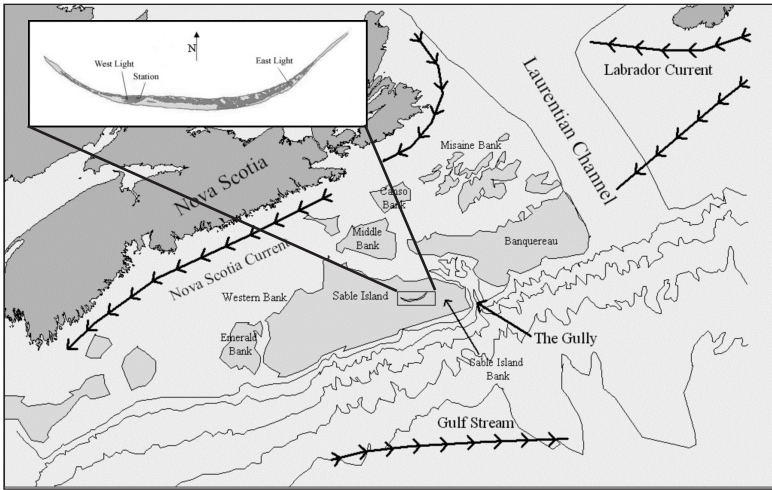 N
West Light
Station
East Light
Labrador Current
Laurentian Channel
Misaine Bank
Nova Scotia
Canso
Bank
Middle
Bank
Banquereau
Nova Scotia Current
Western Bank
Sable Island
The Gully
Emerald
Bank
Sable Island
Bank
Gulf Stream